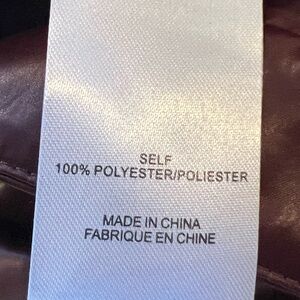 SELF
100% POLYESTER/POLIESTER
MADE IN CHINA
FABRIQUE EN CHINE